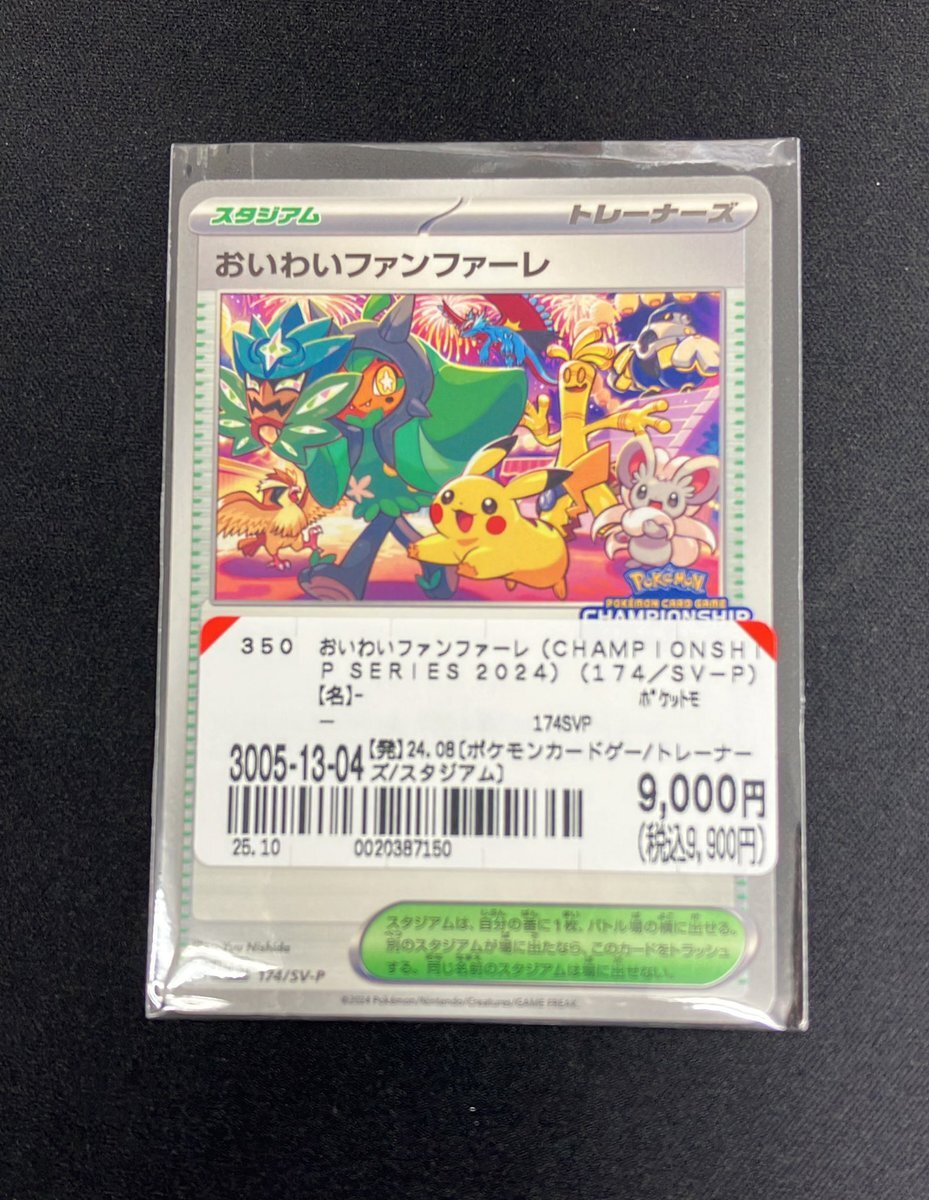 スタジアム
トレーナーズ
おいわいファンファーレ
POKÉMON
POKÉMON CARD GAME
CHAMPIONSHIP
350 おいわいファンファーレ（CHAMPIONSHI
P SERIES 2024）（174／SV－P）
【名】- ﾎﾟｹｯﾄﾓ
－ 174SVP
3005-13-04 【発】24.08〔ポケモンカードゲー/トレーナー
ズ/スタジアム〕
9,000円
(税込9,900円)
25.10 0020387150
スタジアムは、自分の番に1枚、バトル場の横に出せる。
別のスタジアムが場に出たなら、このカードをトラッシュ
する。同じ名前のスタジアムは場に出せない。
Yuu Nishida
174/SV-P
©2024 Pokémon/Nintendo/Creatures/GAME FREAK.